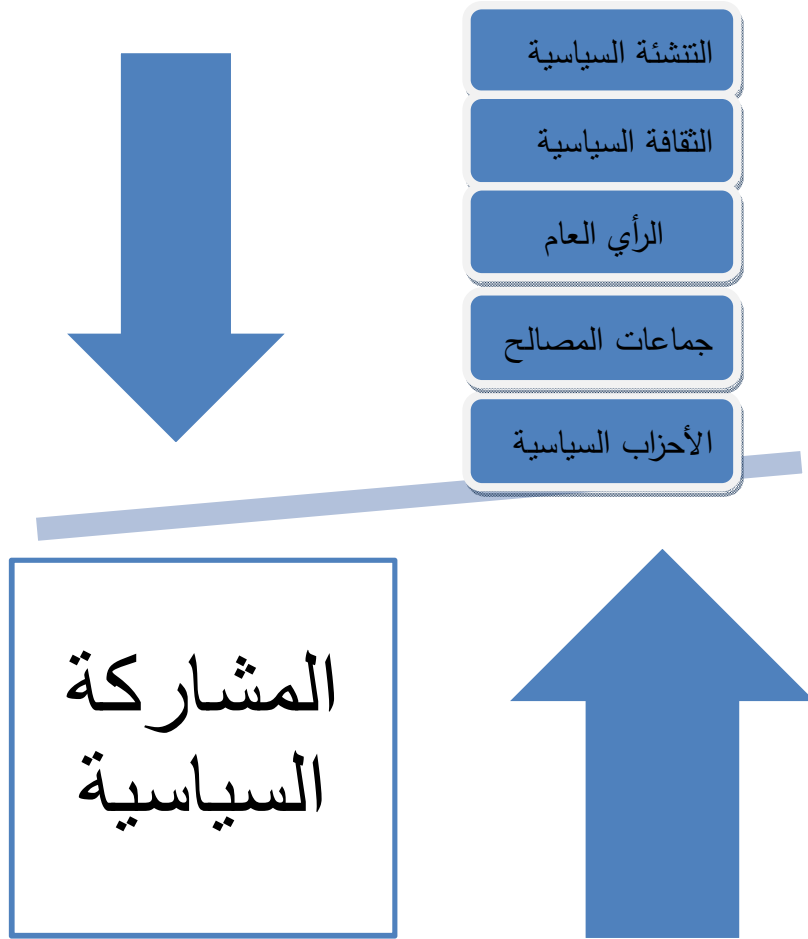 التنشئة السياسية
الثقافة السياسية
الرأي العام
جماعات المصالح
الأحزاب السياسية
المشاركة
السياسية